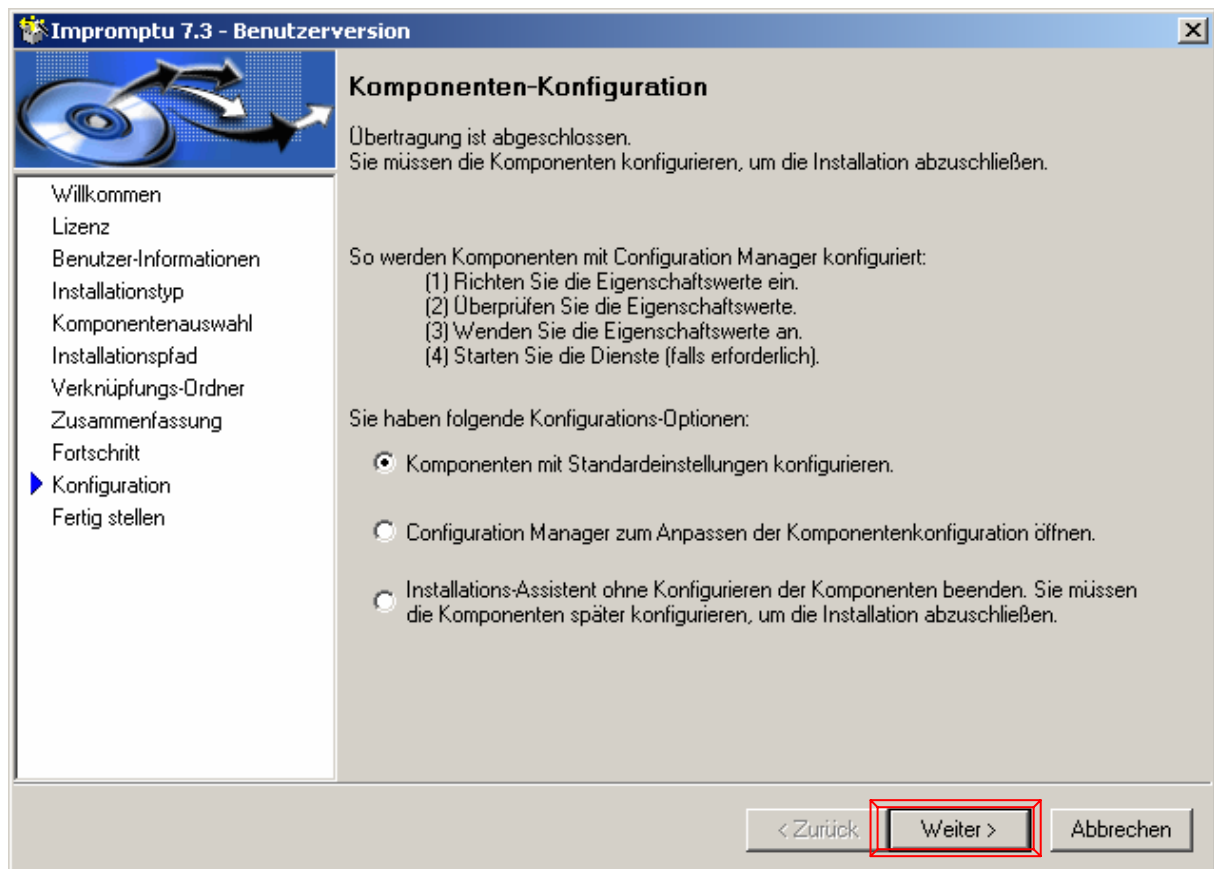 Impromptu 7.3 - Benutzerversion
Komponenten-Konfiguration
Übertragung ist abgeschlossen.
Sie müssen die Komponenten konfigurieren, um die Installation abzuschließen.
Willkommen
Lizenz
Benutzer-Informationen
Installationstyp
Komponentenauswahl
Installationspfad
Verknüpfungs-Ordner
Zusammenfassung
Fortschritt
Konfiguration
Fertig stellen
So werden Komponenten mit Configuration Manager konfiguriert:
(1) Richten Sie die Eigenschaftswerte ein.
(2) Überprüfen Sie die Eigenschaftswerte.
(3) Wenden Sie die Eigenschaftswerte an.
(4) Starten Sie die Dienste (falls erforderlich).
Sie haben folgende Konfigurations-Optionen:
Komponenten mit Standardeinstellungen konfigurieren.
Configuration Manager zum Anpassen der Komponentenkonfiguration öffnen.
Installations-Assistent ohne Konfigurieren der Komponenten beenden. Sie müssen
die Komponenten später konfigurieren, um die Installation abzuschließen.
< Zurück
Weiter >
Abbrechen